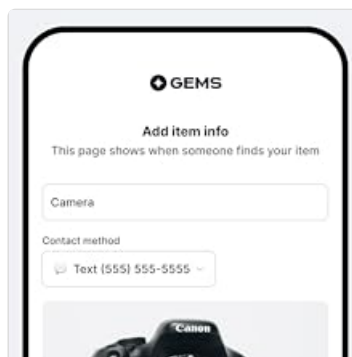 GEMS
Add item info
This page shows when someone finds your item
Camera
Contact method
Text (555) 555-5555
Canon